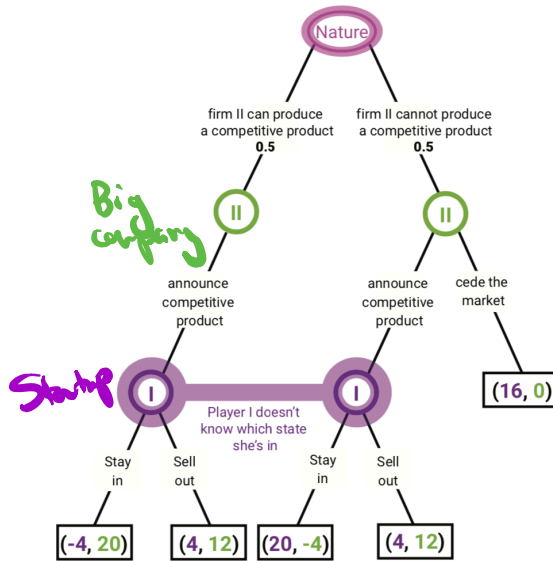 Nature
firm II can produce
a competitive product
0.5
firm II cannot produce
a competitive product
0.5
Big
company
II
II
announce
competitive
product
announce
competitive
product
cede the
market
Startup
I
I
(16, 0)
Player I doesn't
know which state
she's in
Stay
in
Sell
out
Stay
in
Sell
out
(-4, 20)
(4, 12)
(20, -4)
(4, 12)